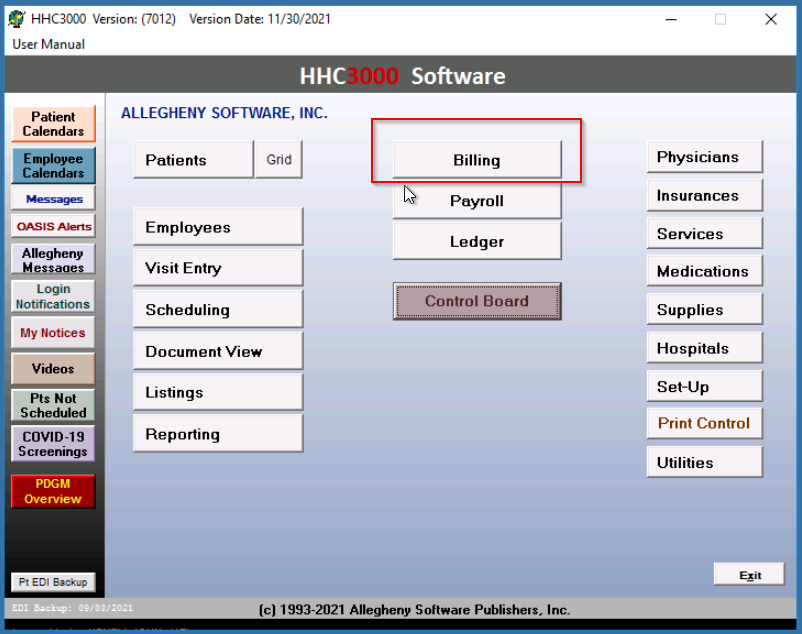 HHC3000 Version: (7012) Version Date: 11/30/2021
User Manual
HHC3000 Software
ALLEGHENY SOFTWARE, INC.
Patient
Calendars
Employee
Calendars
Messages
OASIS Alerts
Allegheny
Messages
Login
Notifications
My Notices
Videos
Pts Not
Scheduled
COVID-19
Screenings
PDGM
Overview
Pt EDI Backup
Patients
Grid
Employees
Visit Entry
Scheduling
Document View
Listings
Reporting
Billing
Payroll
Ledger
Control Board
Physicians
Insurances
Services
Medications
Supplies
Hospitals
Set-Up
Print Control
Utilities
Exit
EDI Backup: 09/03/2021
(c) 1993-2021 Allegheny Software Publishers, Inc.